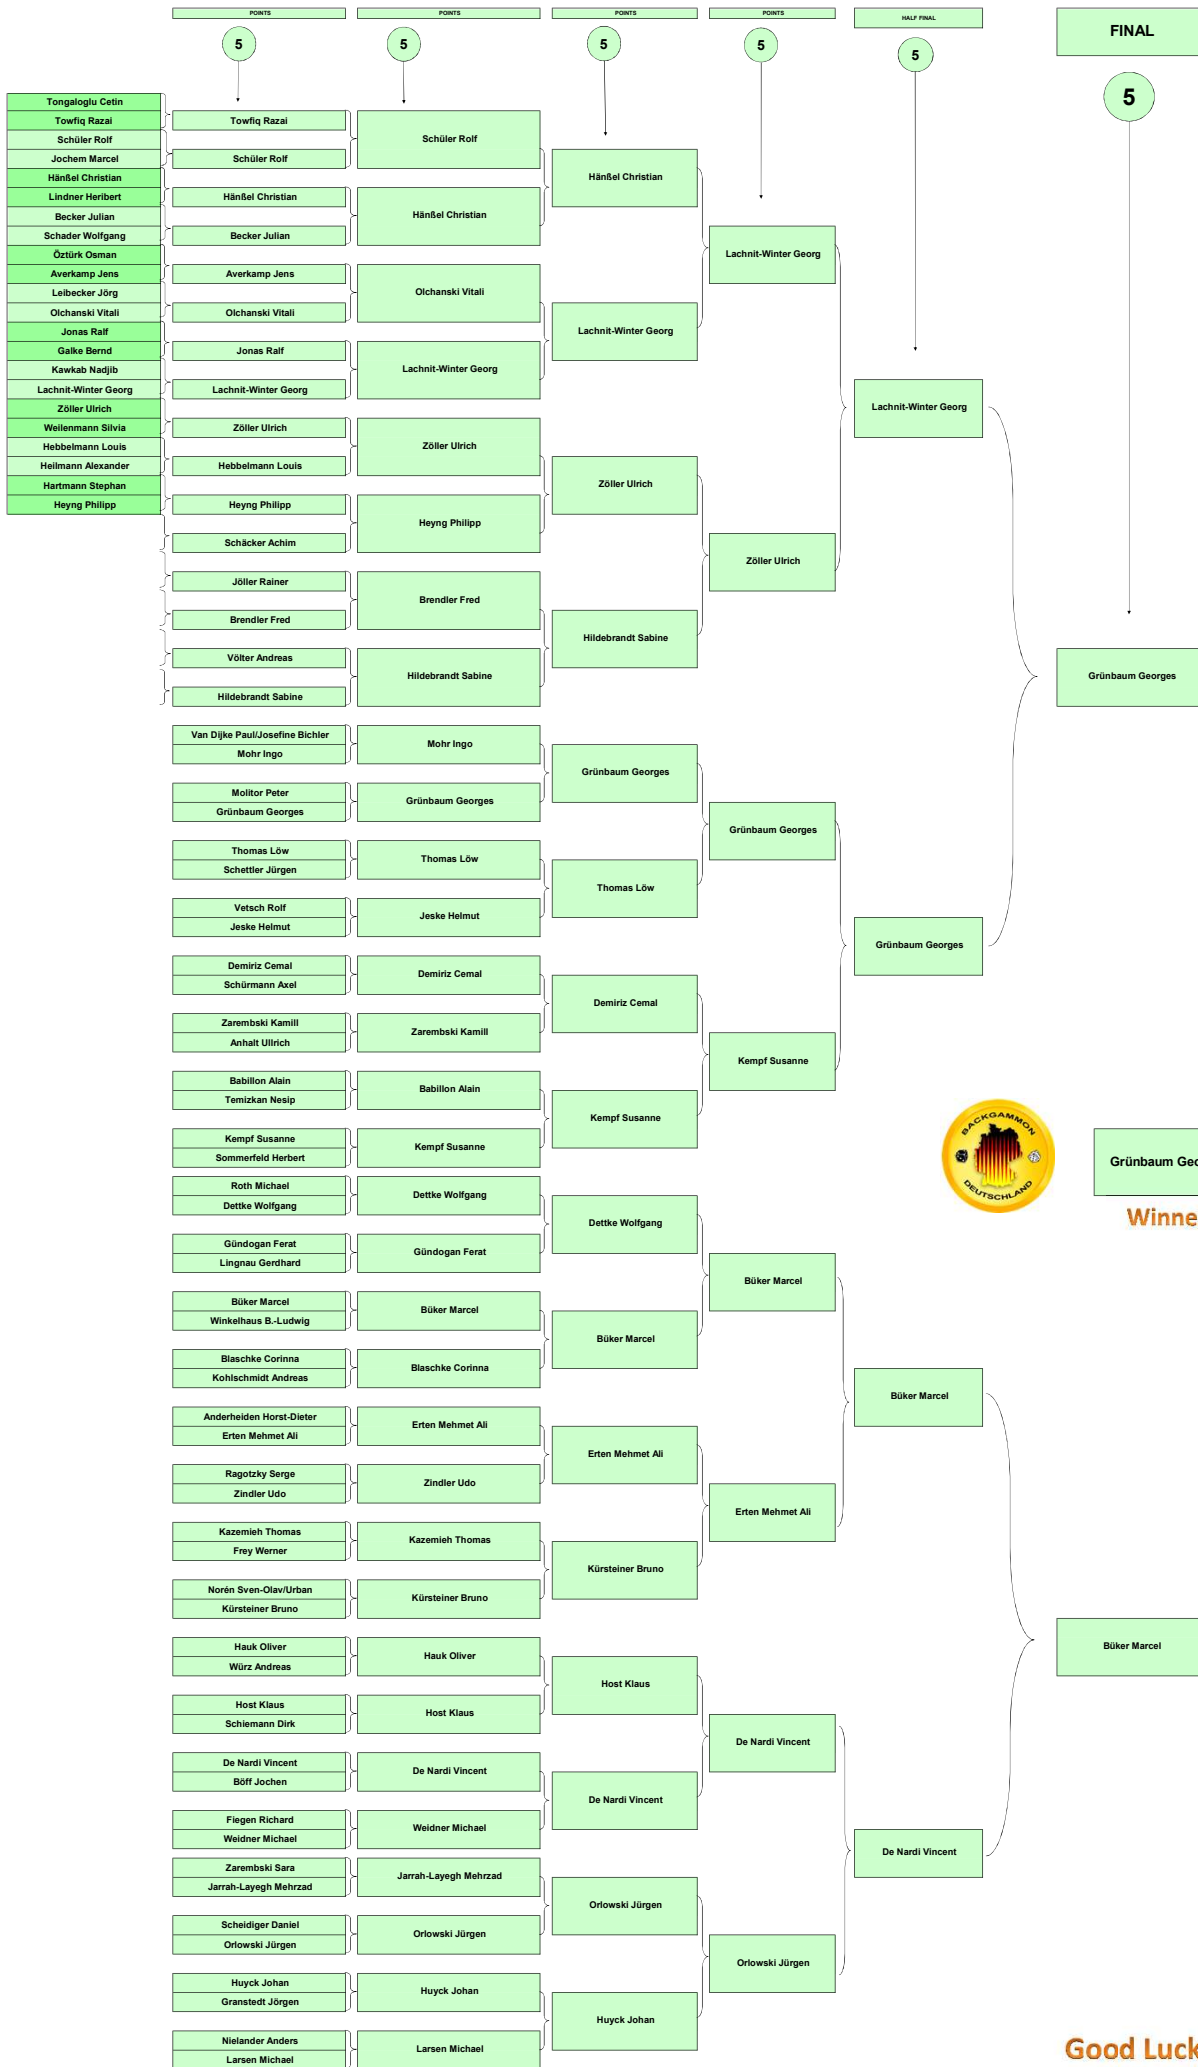 POINTS
POINTS
POINTS
POINTS
HALF FINAL
FINAL
5
5
5
5
5
5
Tongaloglu Cetin
Towfiq Razai
Schüler Rolf
Jochem Marcel
Hänßel Christian
Lindner Heribert
Becker Julian
Schader Wolfgang
Öztürk Osman
Averkamp Jens
Leibecker Jörg
Olchanski Vitali
Jonas Ralf
Galke Bernd
Kawkab Nadjib
Lachnit-Winter Georg
Zöller Ulrich
Weilenmann Silvia
Hebbelmann Louis
Heilmann Alexander
Hartmann Stephan
Heyng Philipp
Towfiq Razai
Schüler Rolf
Hänßel Christian
Becker Julian
Averkamp Jens
Olchanski Vitali
Jonas Ralf
Lachnit-Winter Georg
Zöller Ulrich
Hebbelmann Louis
Heyng Philipp
Schäcker Achim
Jöller Rainer
Brendler Fred
Völter Andreas
Hildebrandt Sabine
Van Dijke Paul/Josefine Bichler
Mohr Ingo
Molitor Peter
Grünbaum Georges
Thomas Löw
Schettler Jürgen
Vetsch Rolf
Jeske Helmut
Demiriz Cemal
Schürmann Axel
Zarembski Kamill
Anhalt Ullrich
Babillon Alain
Temizkan Nesip
Kempf Susanne
Sommerfeld Herbert
Roth Michael
Dettke Wolfgang
Gündogan Ferat
Lingnau Gerdhard
Büker Marcel
Winkelhaus B.-Ludwig
Blaschke Corinna
Kohlschmidt Andreas
Anderheiden Horst-Dieter
Erten Mehmet Ali
Ragotzky Serge
Zindler Udo
Kazemieh Thomas
Frey Werner
Norén Sven-Olav/Urban
Kürsteiner Bruno
Hauk Oliver
Würz Andreas
Host Klaus
Schiemann Dirk
De Nardi Vincent
Böff Jochen
Fiegen Richard
Weidner Michael
Zarembski Sara
Jarrah-Layegh Mehrzad
Scheidiger Daniel
Orlowski Jürgen
Huyck Johan
Granstedt Jörgen
Nielander Anders
Larsen Michael
Schüler Rolf
Hänßel Christian
Olchanski Vitali
Lachnit-Winter Georg
Zöller Ulrich
Heyng Philipp
Brendler Fred
Hildebrandt Sabine
Mohr Ingo
Grünbaum Georges
Thomas Löw
Jeske Helmut
Demiriz Cemal
Zarembski Kamill
Babillon Alain
Kempf Susanne
Dettke Wolfgang
Gündogan Ferat
Büker Marcel
Blaschke Corinna
Erten Mehmet Ali
Zindler Udo
Kazemieh Thomas
Kürsteiner Bruno
Hauk Oliver
Host Klaus
De Nardi Vincent
Weidner Michael
Jarrah-Layegh Mehrzad
Orlowski Jürgen
Huyck Johan
Larsen Michael
Hänßel Christian
Lachnit-Winter Georg
Zöller Ulrich
Hildebrandt Sabine
Grünbaum Georges
Thomas Löw
Demiriz Cemal
Kempf Susanne
Dettke Wolfgang
Büker Marcel
Erten Mehmet Ali
Kürsteiner Bruno
Host Klaus
De Nardi Vincent
Orlowski Jürgen
Huyck Johan
Lachnit-Winter Georg
Zöller Ulrich
Grünbaum Georges
Kempf Susanne
Büker Marcel
Erten Mehmet Ali
De Nardi Vincent
Orlowski Jürgen
Lachnit-Winter Georg
Grünbaum Georges
Büker Marcel
De Nardi Vincent
Grünbaum Georges
Büker Marcel
BACKGAMMON
DEUTSCHLAND
Grünbaum Geo
Winne
Good Luck